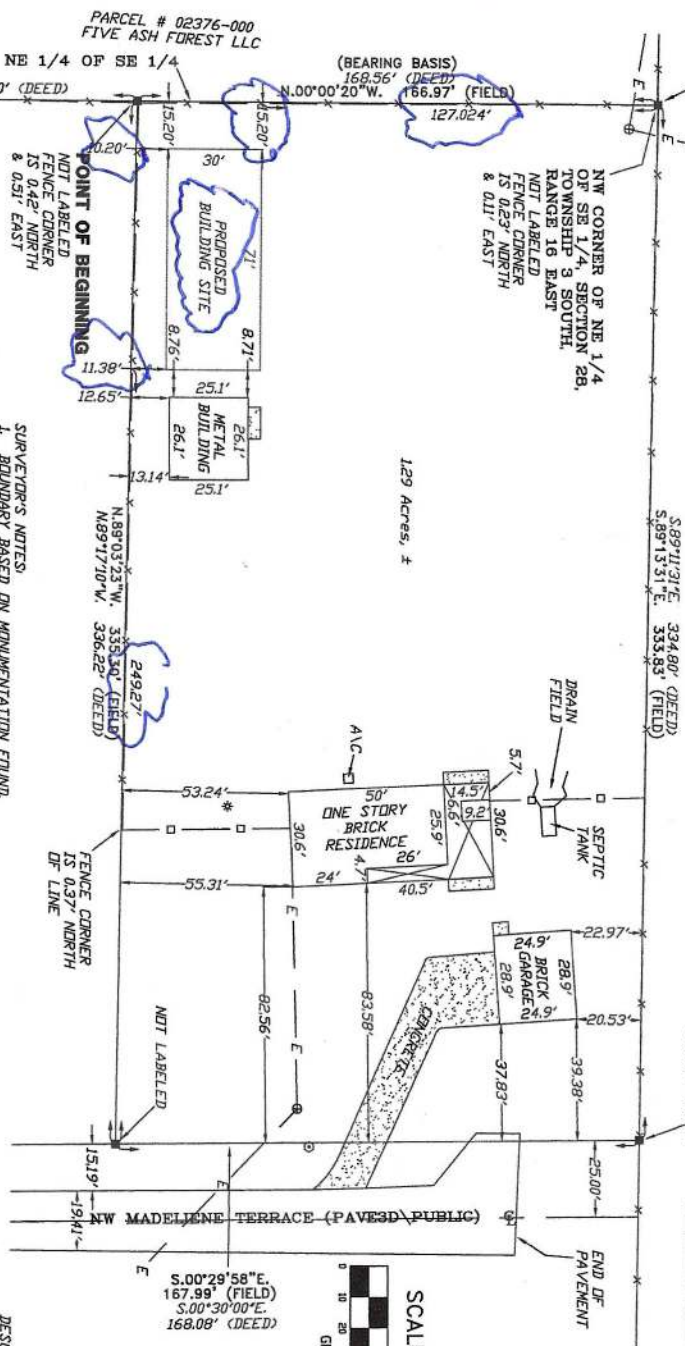 PARCEL # 02376-000
FIVE ASH FOREST LLC
NE 1/4 OF SE 1/4
0' (DEED)
(BEARING BASIS)
168.56' (DEED)
N.00°00'20"W. 166.97' (FIELD)
127.024'
15.20'
15.20'
10.20'
30'
71'
PROPOSED
BUILDING SITE
8.76'
8.71'
11.38'
12.65'
25.1'
METAL
BUILDING
26.1'
26.1'
25.1'
13.14'
POINT OF BEGINNING
NOT LABELED
FENCE CORNER
IS 0.42' NORTH
& 0.51' EAST
NW CORNER OF NE 1/4
OF SE 1/4, SECTION 28,
TOWNSHIP 3 SOUTH,
RANGE 16 EAST
NOT LABELED
FENCE CORNER
IS 0.23' NORTH
& 0.11' EAST
E
E
1.29 Acres, ±
S.89°11'31"E. 334.80' (DEED)
S.89°13'31"E. 333.83' (FIELD)
SURVEYOR'S NOTES:
1. BOUNDARY BASED ON MONUMENTATION FOUND.
N.89°03'23"W. 335.30' (FIELD)
N.89°17'10"W. 336.22' (DEED)
249.27'
DRAIN
FIELD
SEPTIC
TANK
A\C
5.7'
14.5'
6.6'
9.2'
30.6'
50'
ONE STORY
BRICK
RESIDENCE
25.9'
26'
4.7'
24'
40.5'
30.6'
53.24'
55.31'
FENCE CORNER
IS 0.37' NORTH
OF LINE
22.97'
24.9'
28.9'
BRICK
GARAGE
28.9'
24.9'
20.53'
CONCRETE
E
E
82.56'
83.58'
37.83'
39.38'
NOT LABELED
15.19'
19.41'
25.00'
NW MADELIENE TERRACE (PAVE3D\PUBLIC)
E
E
END OF
PAVEMENT
S.00°29'58"E.
167.99' (FIELD)
S.00°30'00"E.
168.08' (DEED)
SCAL
0 10 20
G
DES